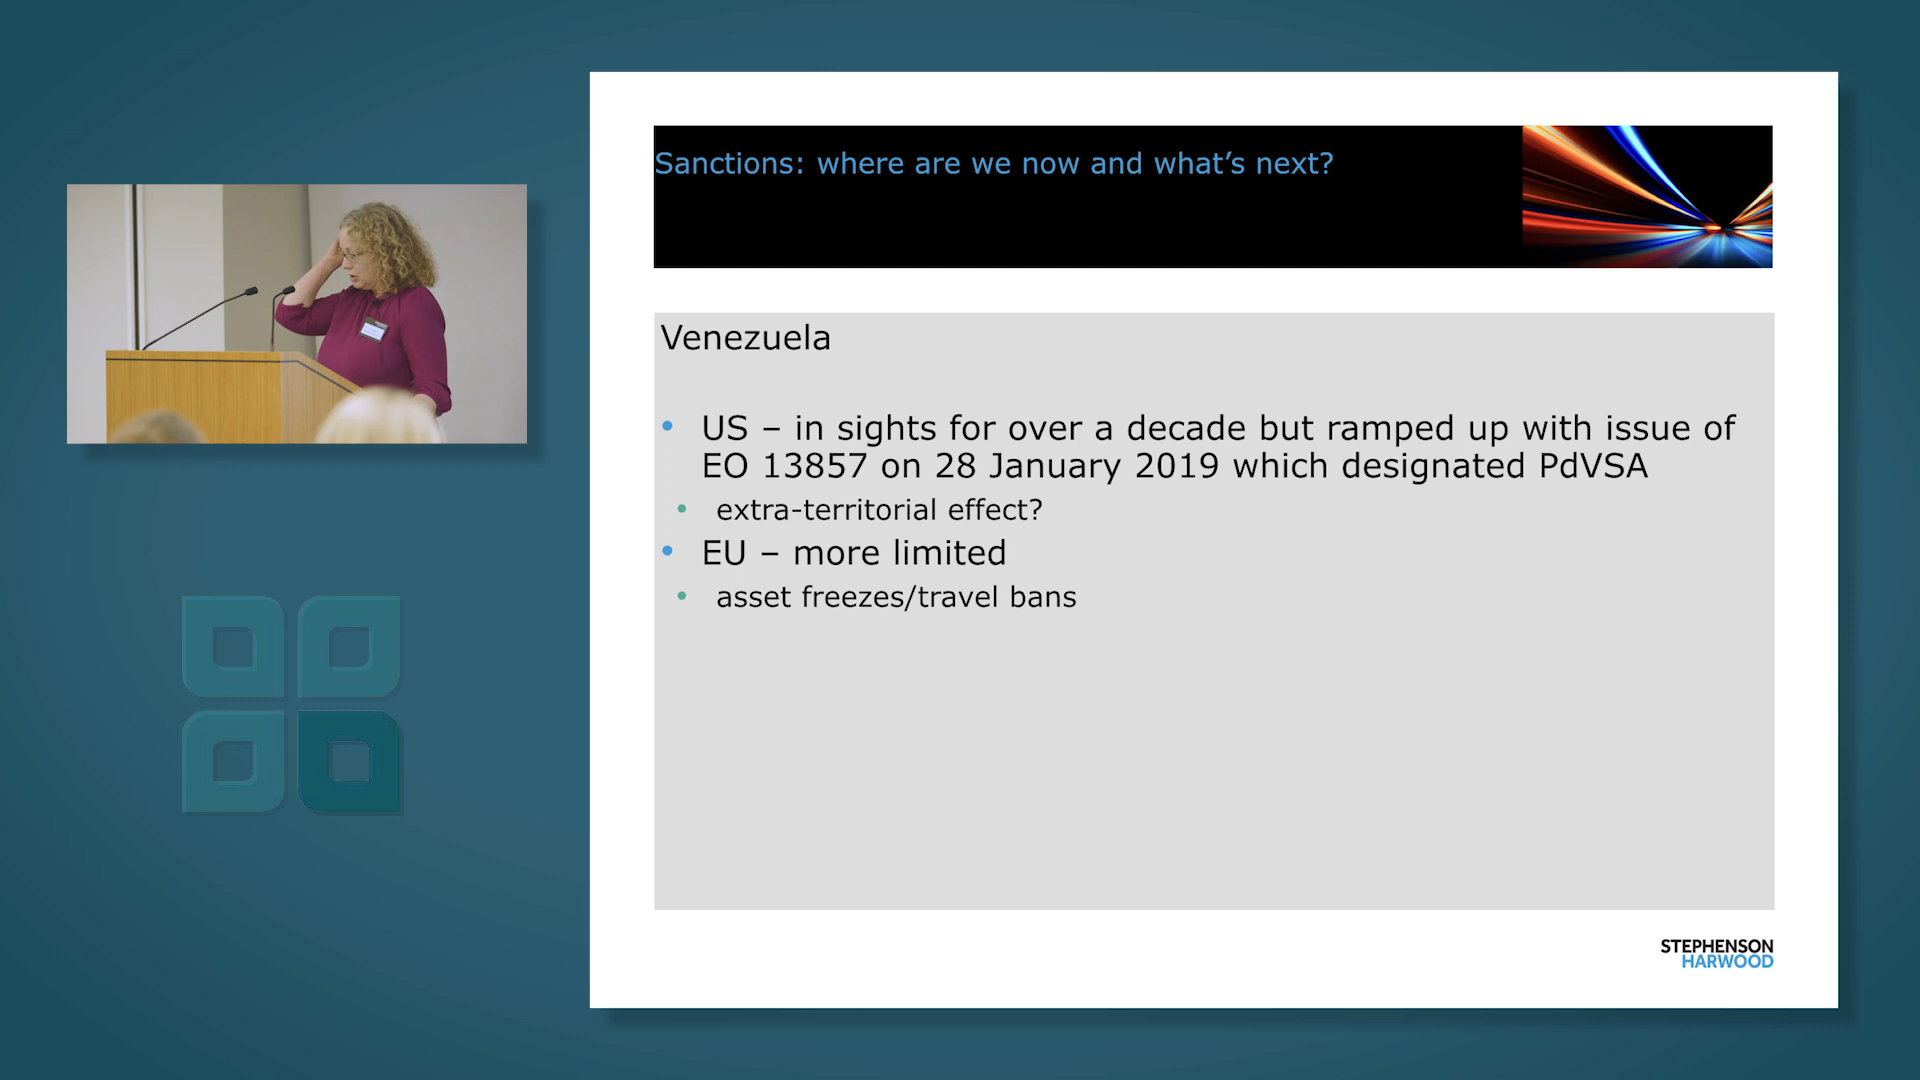 Sanctions: where are we now and what’s next?
Venezuela
• US – in sights for over a decade but ramped up with issue of
EO 13857 on 28 January 2019 which designated PdVSA
• extra-territorial effect?
• EU – more limited
• asset freezes/travel bans
STEPHENSON
HARWOOD